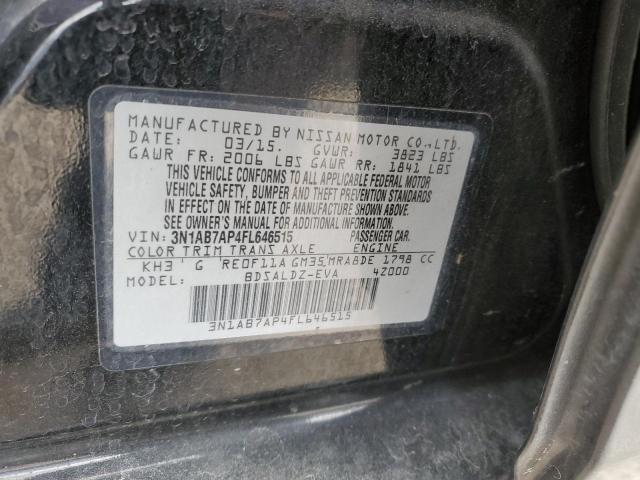 MANUFACTURED BY NISSAN MOTOR CO., LTD.
DATE: 03/15. GVWR: 3823 LBS
GAWR FR: 2006 LBS GAWR RR: 1841 LBS
THIS VEHICLE CONFORMS TO ALL APPLICABLE FEDERAL MOTOR
VEHICLE SAFETY, BUMPER AND THEFT PREVENTION STANDARDS
IN EFFECT ON THE DATE OF MANUFACTURE SHOWN ABOVE.
SEE OWNER'S MANUAL FOR ADDITIONAL INFORMATION.
VIN: 3N1AB7AP4FL646515 PASSENGER CAR.
COLOR TRIM TRANS AXLE ENGINE
KH3 G RE0F11A GM35, MRA8DE 1798 CC
MODEL: BDSALDZ-EVA 4Z000
3N1AB7AP4FL646515